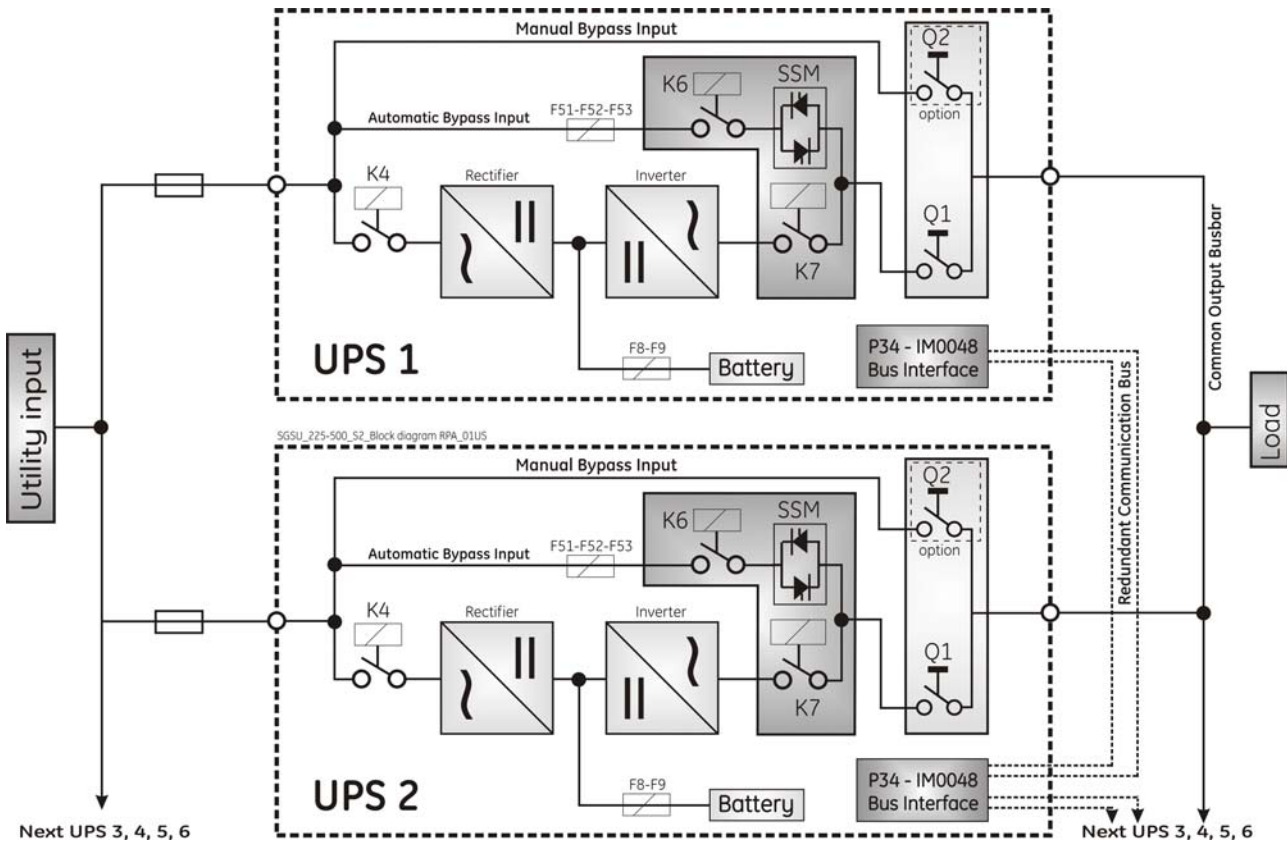 Manual Bypass Input
Q2
option
K6
SSM
F51-F52-F53
Automatic Bypass Input
K4
Rectifier
Inverter
K7
Q1
UPS 1
F8-F9
Battery
P34 - IM0048
Bus Interface
Utility input
Common Output Busbar
Load
Redundant Communication Bus
SGSU_225-500_S2_Block diagram RPA_01US
Manual Bypass Input
Q2
option
K6
SSM
F51-F52-F53
Automatic Bypass Input
K4
Rectifier
Inverter
K7
Q1
UPS 2
F8-F9
Battery
P34 - IM0048
Bus Interface
Next UPS 3, 4, 5, 6
Next UPS 3, 4, 5, 6